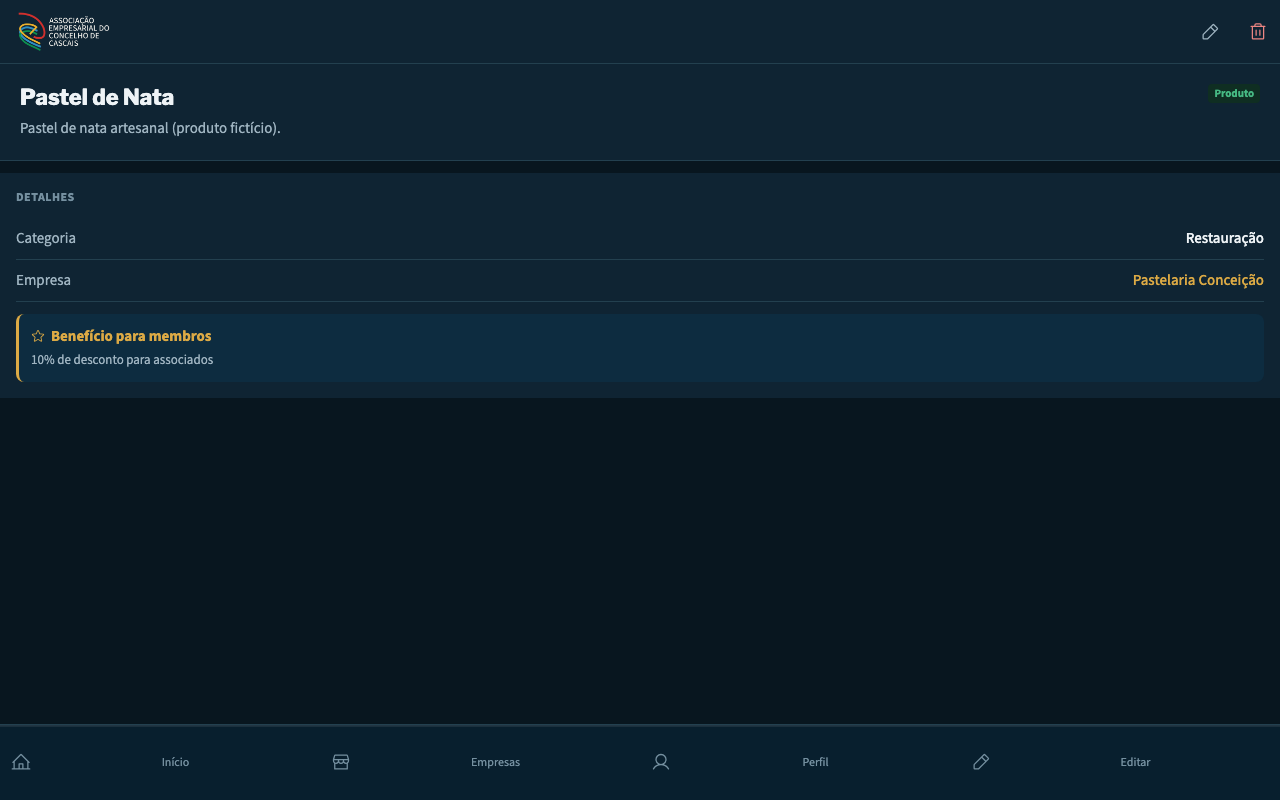 ASSOCIAÇÃO
EMPRESARIAL DO
CONCELHO DE
CASCAIS
Pastel de Nata
Produto
Pastel de nata artesanal (produto fictício).
DETALHES
Categoria
Restauração
Empresa
Pastelaria Conceição
Benefício para membros
10% de desconto para associados
Início
Empresas
Perfil
Editar